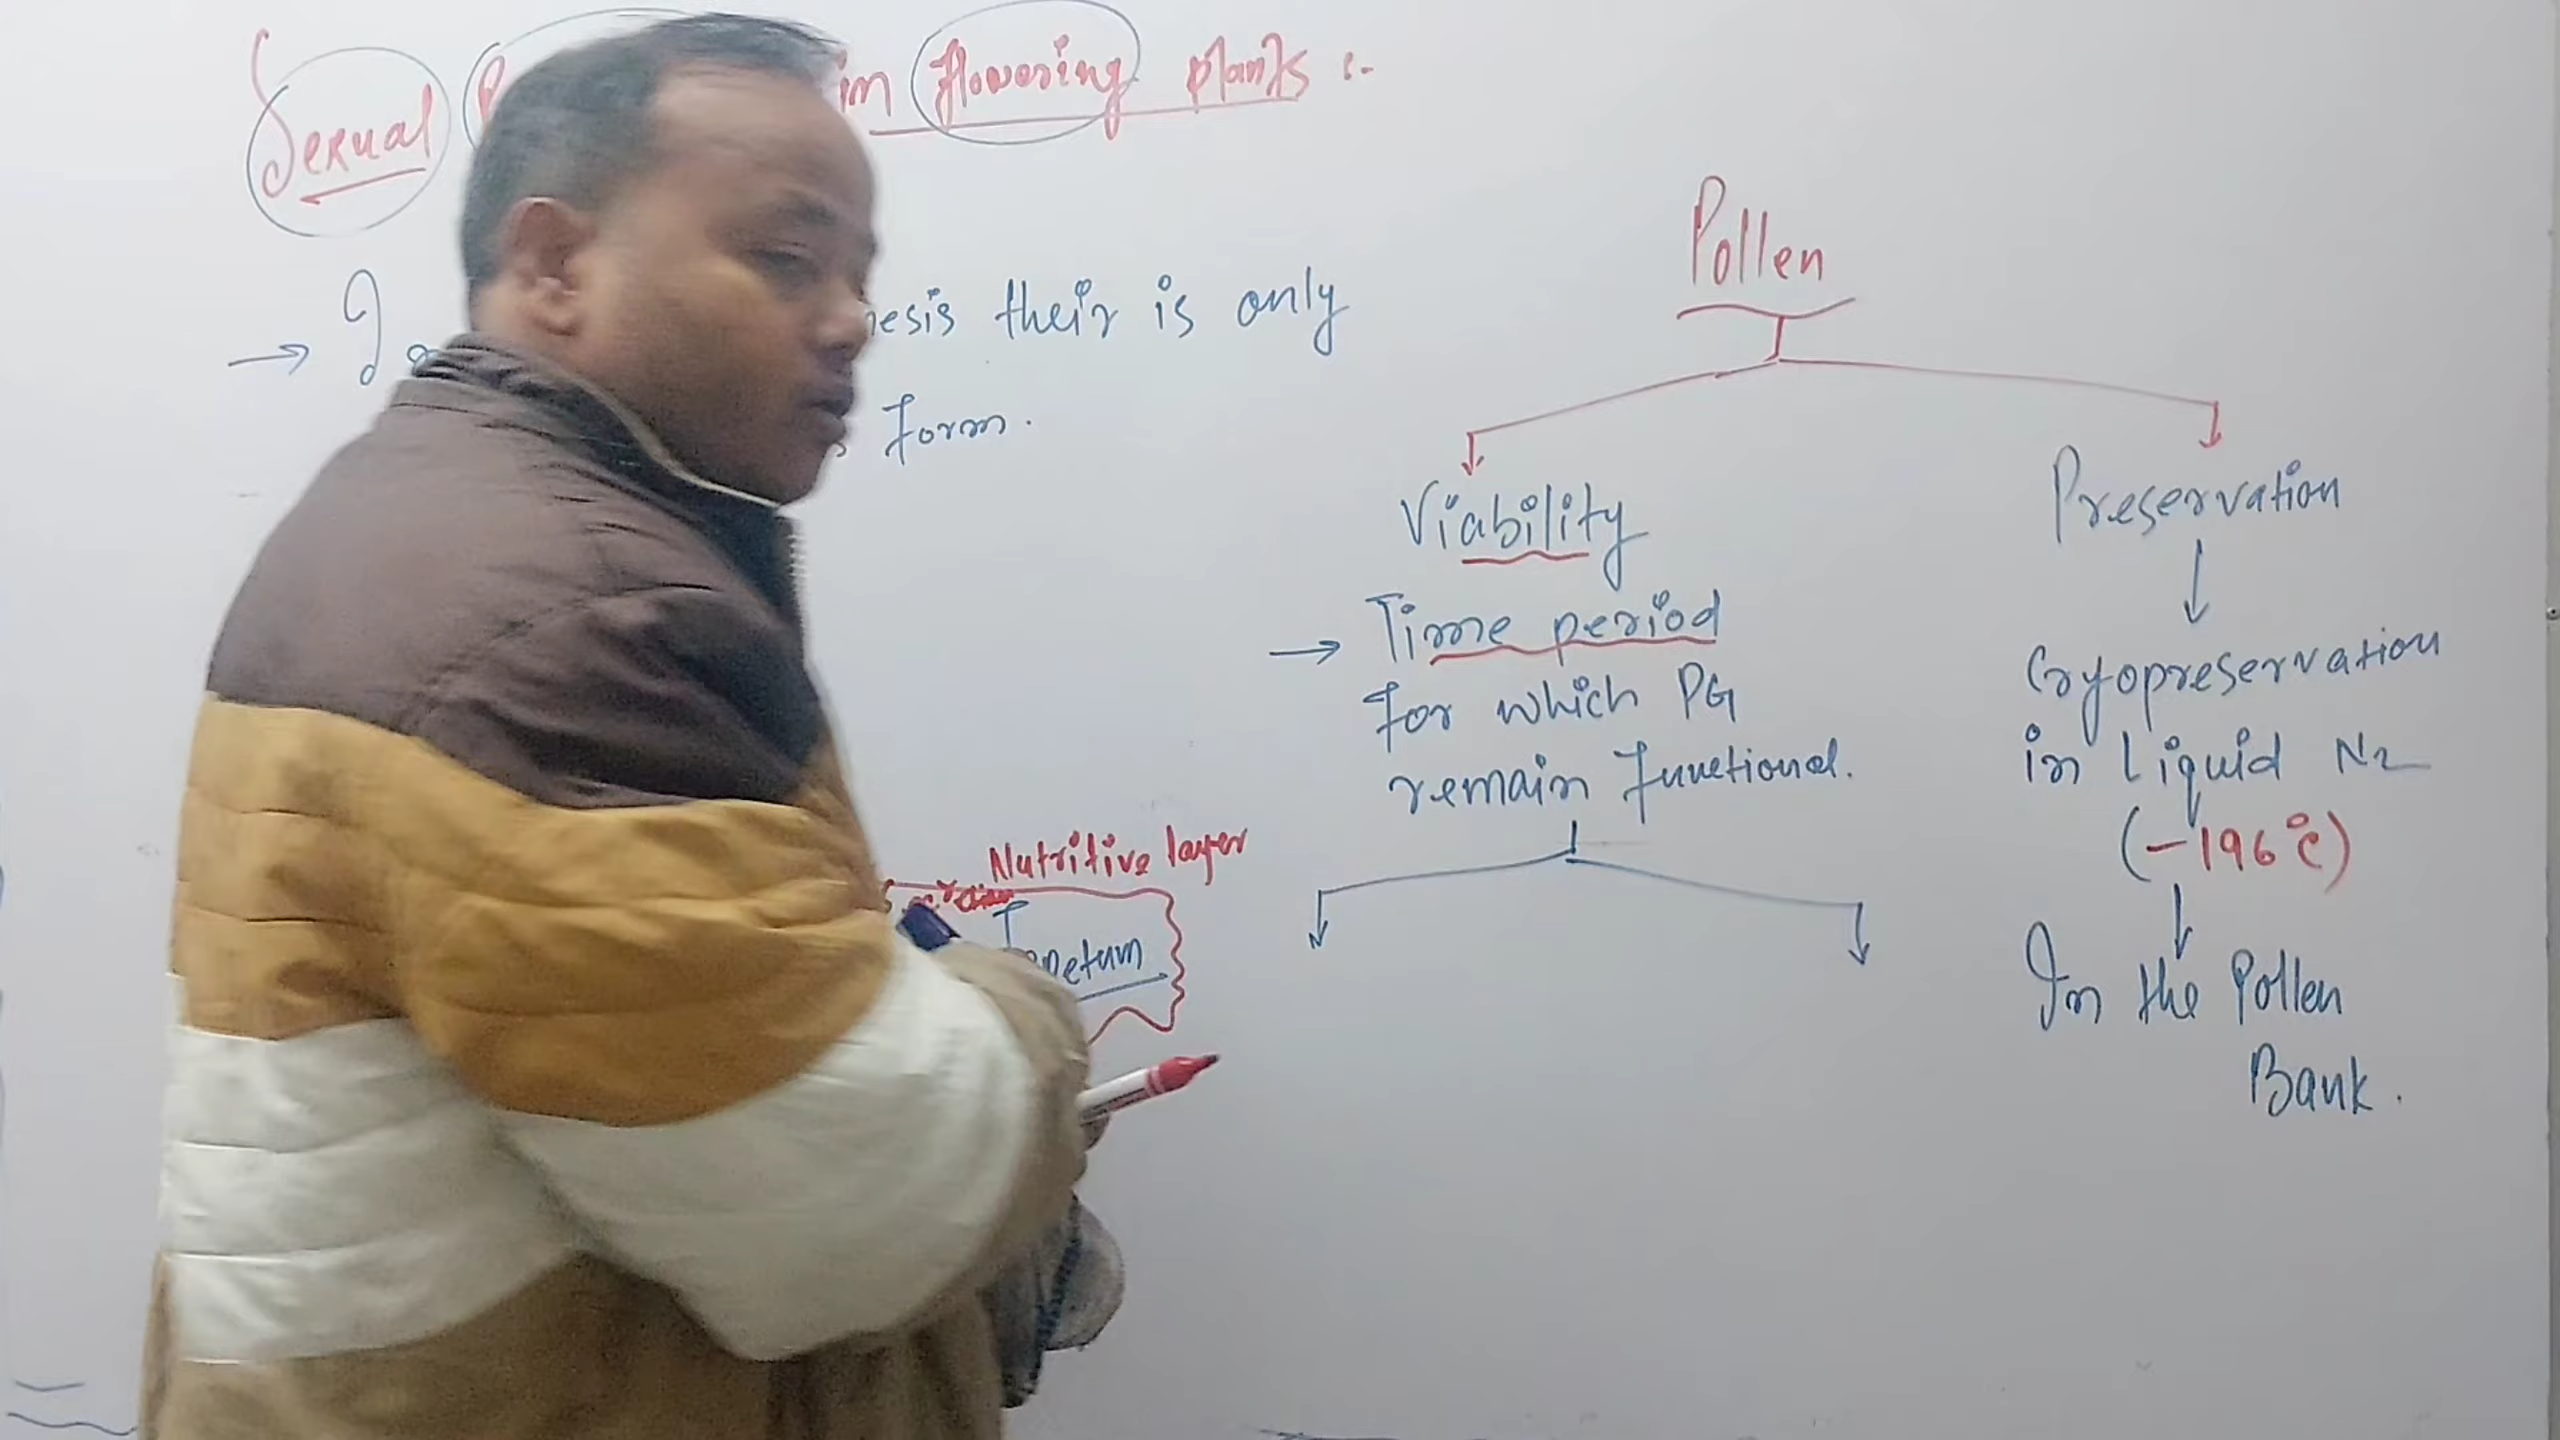 Sexual in flowering plants :-
their is only
form.
Nutritive layer
Pollen
Viability
→ Time period
for which PG
remain functional.
Preservation
Cryopreservation
in Liquid N2
(-196°C)
In the Pollen
Bank.